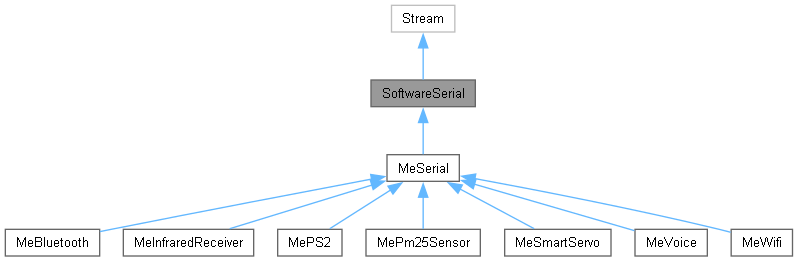 Stream
SoftwareSerial
MeSerial
MeBluetooth
MeInfraredReceiver
MePS2
MePm25Sensor
MeSmartServo
MeVoice
MeWifi